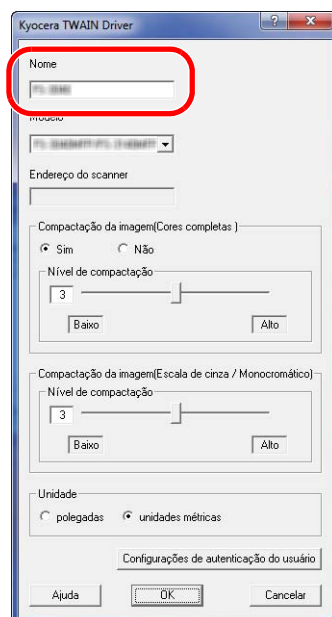 Kyocera TWAIN Driver
Nome
Modelo
Endereço do scanner
Compactação da imagem(Cores completas )
Sim Não
Nível de compactação
3
Baixo Alto
Compactação da imagem(Escala de cinza / Monocromático)
Nível de compactação
3
Baixo Alto
Unidade
polegadas unidades métricas
Configurações de autenticação do usuário
Ajuda OK Cancelar